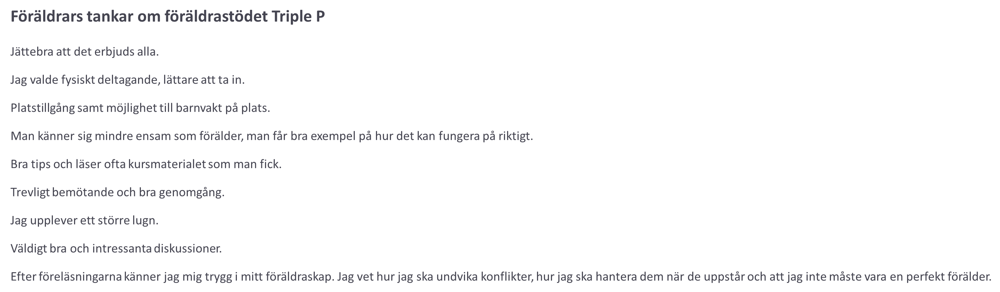 Föräldrars tankar om föräldrastödet Triple P
Jättebra att det erbjuds alla.
Jag valde fysiskt deltagande, lättare att ta in.
Platstillgång samt möjlighet till barnvakt på plats.
Man känner sig mindre ensam som förälder, man får bra exempel på hur det kan fungera på riktigt.
Bra tips och läser ofta kursmaterialet som man fick.
Trevligt bemötande och bra genomgång.
Jag upplever ett större lugn.
Väldigt bra och intressanta diskussioner.
Efter föreläsningarna känner jag mig trygg i mitt föräldraskap. Jag vet hur jag ska undvika konflikter, hur jag ska hantera dem när de uppstår och att jag inte måste vara en perfekt förälder.